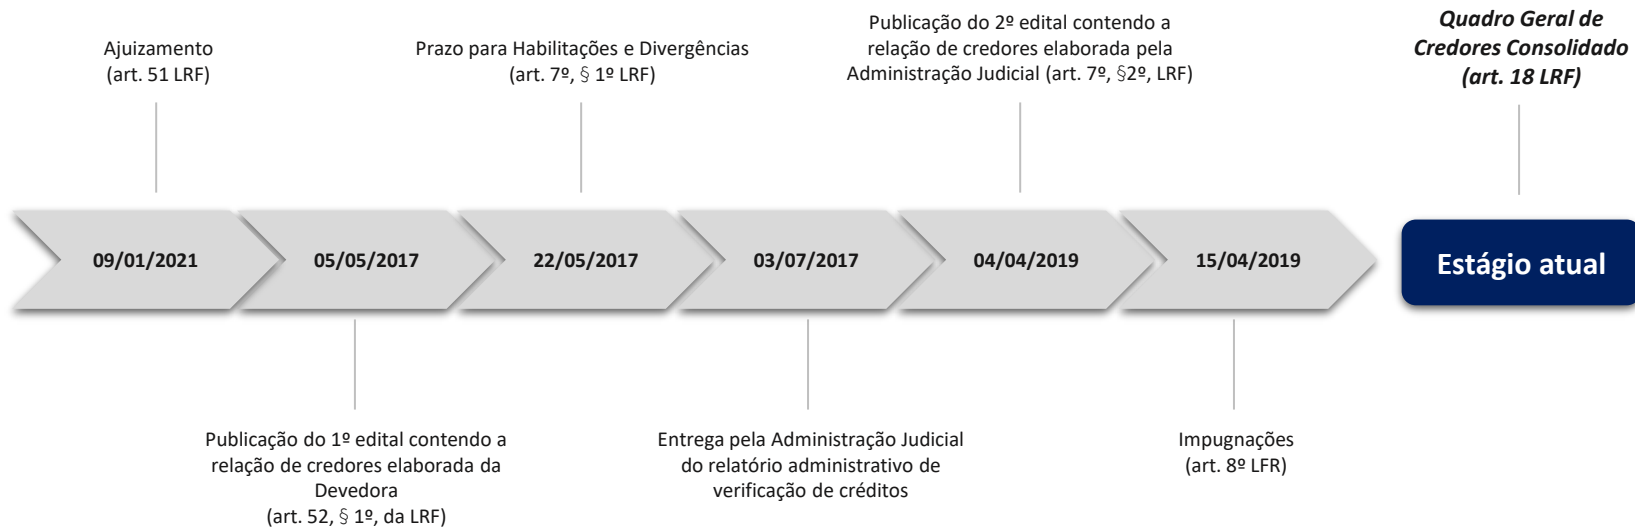 Ajuizamento
(art. 51 LRF)
Prazo para Habilitações e Divergências
(art. 7º, § 1º LRF)
Publicação do 2º edital contendo a
relação de credores elaborada pela
Administração Judicial (art. 7º, §2º, LRF)
Quadro Geral de
Credores Consolidado
(art. 18 LRF)
09/01/2021
05/05/2017
22/05/2017
03/07/2017
04/04/2019
15/04/2019
Estágio atual
Publicação do 1º edital contendo a
relação de credores elaborada da
Devedora
(art. 52, § 1º, da LRF)
Entrega pela Administração Judicial
do relatório administrativo de
verificação de créditos
Impugnações
(art. 8º LFR)